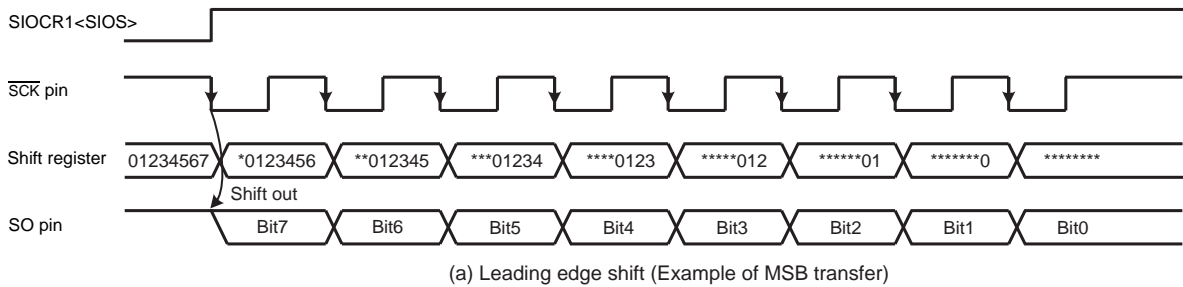 SIOCR1<SIOS>
SCK pin
Shift register 01234567 *0123456 **012345 ***01234 ****0123 *****012 ******01 *******0 ********
Shift out
SO pin Bit7 Bit6 Bit5 Bit4 Bit3 Bit2 Bit1 Bit0
(a) Leading edge shift (Example of MSB transfer)